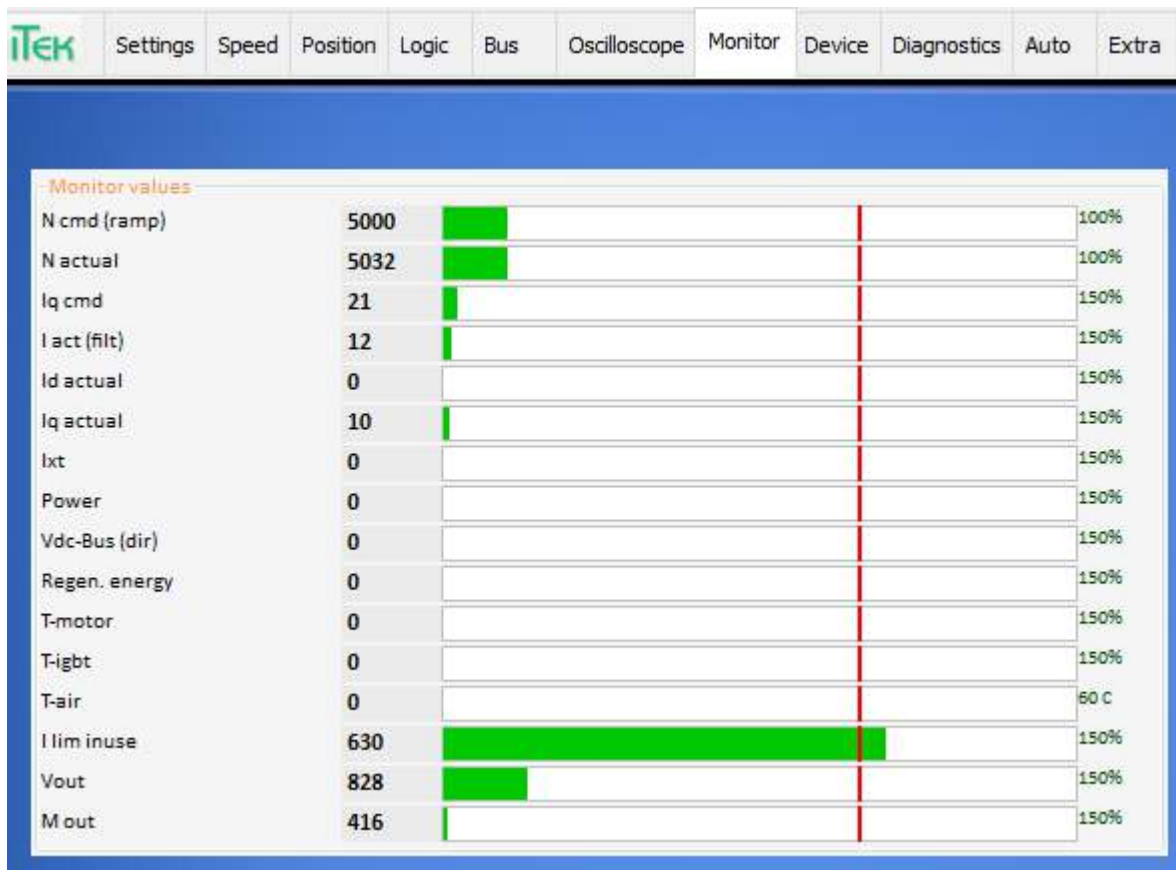 iTEK Settings Speed Position Logic Bus Oscilloscope Monitor Device Diagnostics Auto Extra
Monitor values
N cmd (ramp) 5000 100%
N actual 5032 100%
Iq cmd 21 150%
I act (filt) 12 150%
Id actual 0 150%
Iq actual 10 150%
Ixt 0 150%
Power 0 150%
Vdc-Bus (dir) 0 150%
Regen. energy 0 150%
T-motor 0 150%
T-igbt 0 150%
T-air 0 60 C
I lim inuse 630 150%
Vout 828 150%
M out 416 150%